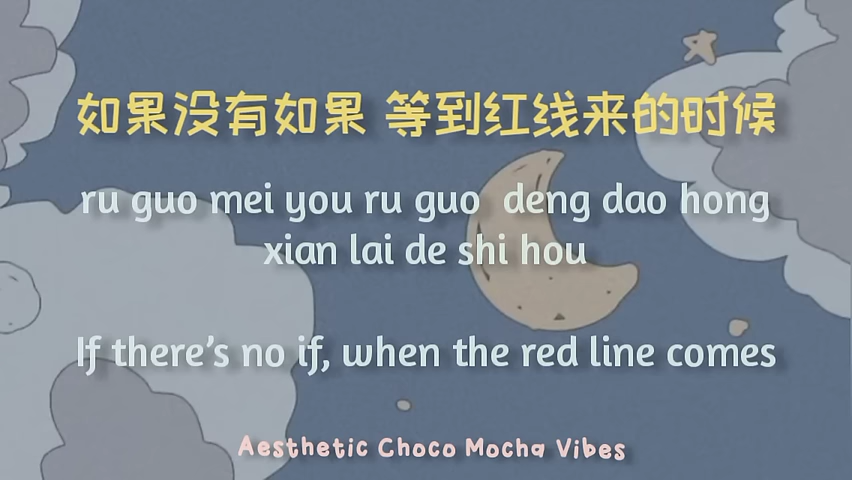 如果没有如果 等到红线来的时候
ru guo mei you ru guo deng dao hong
xian lai de shi hou
If there's no if, when the red line comes
Aesthetic Choco Mocha Vibes